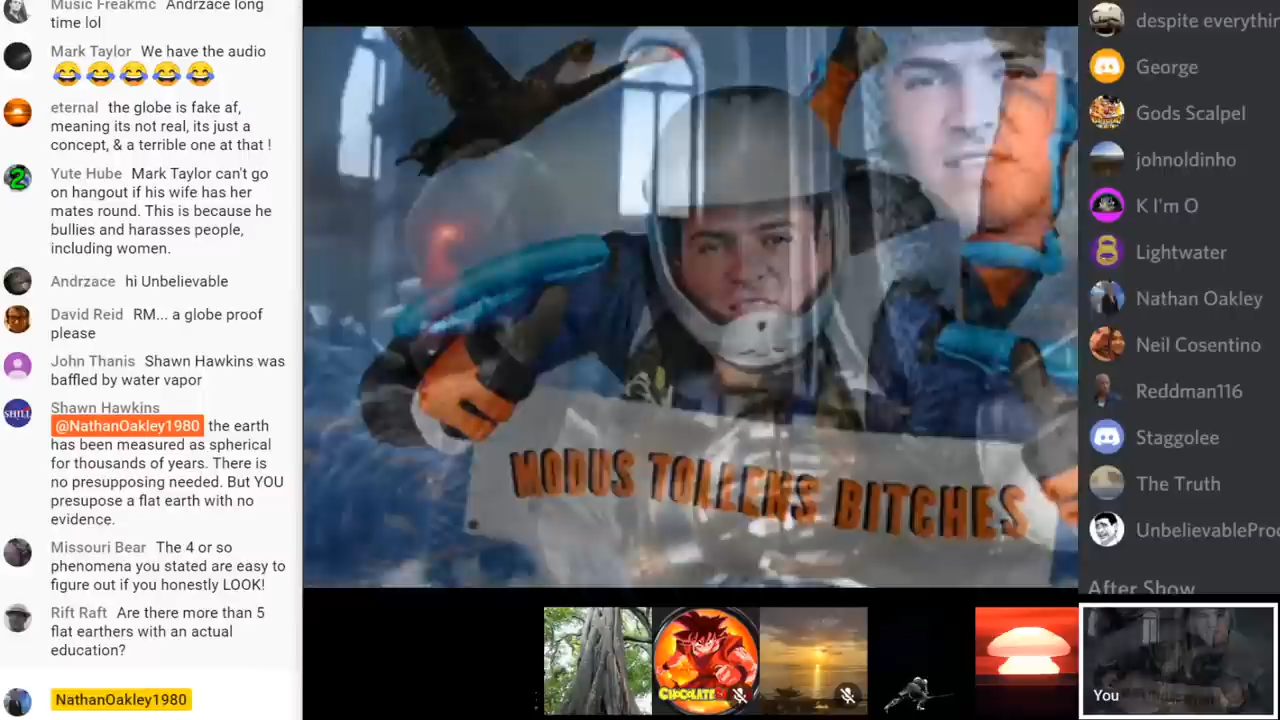 Music Freakmc Andrzace long
time lol
Mark Taylor We have the audio
eternal the globe is fake af,
meaning its not real, its just a
concept, & a terrible one at that !
Yute Hube Mark Taylor can't go
on hangout if his wife has her
mates round. This is because he
bullies and harasses people,
including women.
Andrzace hi Unbelievable
David Reid RM... a globe proof
please
John Thanis Shawn Hawkins was
baffled by water vapor
SHILL
Shawn Hawkins
@NathanOakley1980 the earth
has been measured as spherical
for thousands of years. There is
no presupposing needed. But YOU
presupose a flat earth with no
evidence.
Missouri Bear The 4 or so
phenomena you stated are easy to
figure out if you honestly LOOK!
Rift Raft Are there more than 5
flat earthers with an actual
education?
NathanOakley1980
MODUS TOLLENS BITCHES
CHOCOLATE
despite everythin
George
Gods Scalpel
johnoldinho
K I'm O
Lightwater
Nathan Oakley
Neil Cosentino
Reddman116
Staggolee
The Truth
UnbelievablePro
After Show
You